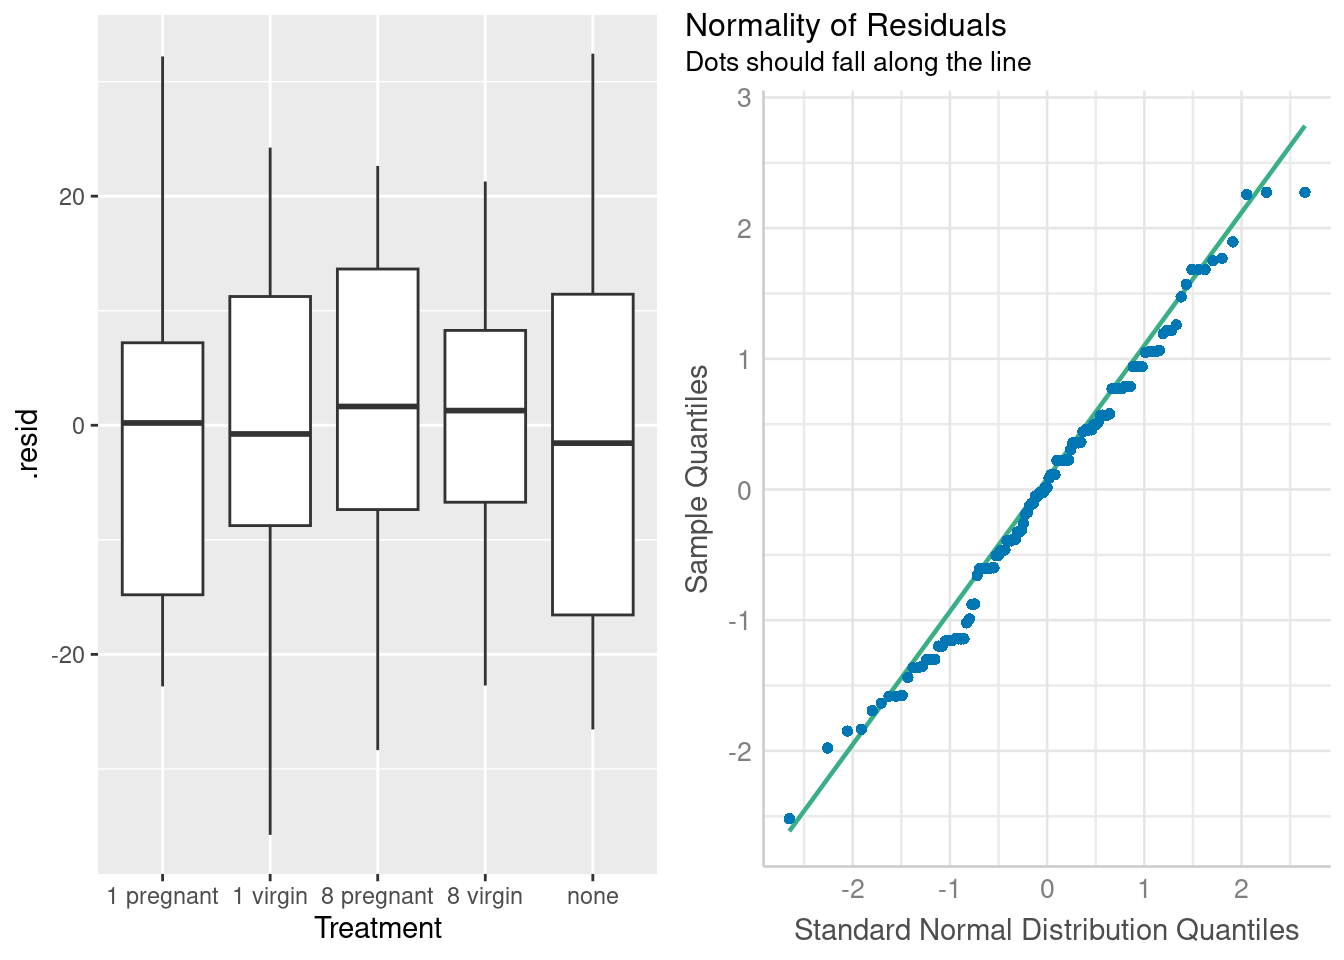 .resid
20
0
-20
1 pregnant
1 virgin
8 pregnant
8 virgin
none
Treatment
Normality of Residuals
Dots should fall along the line
Sample Quantiles
3
2
1
0
-1
-2
-2
-1
0
1
2
Standard Normal Distribution Quantiles